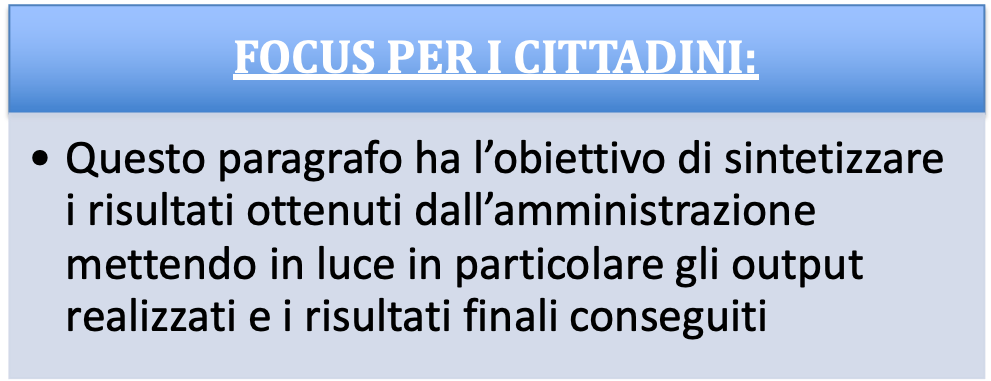 FOCUS PER I CITTADINI:
• Questo paragrafo ha l’obiettivo di sintetizzare
i risultati ottenuti dall’amministrazione
mettendo in luce in particolare gli output
realizzati e i risultati finali conseguiti